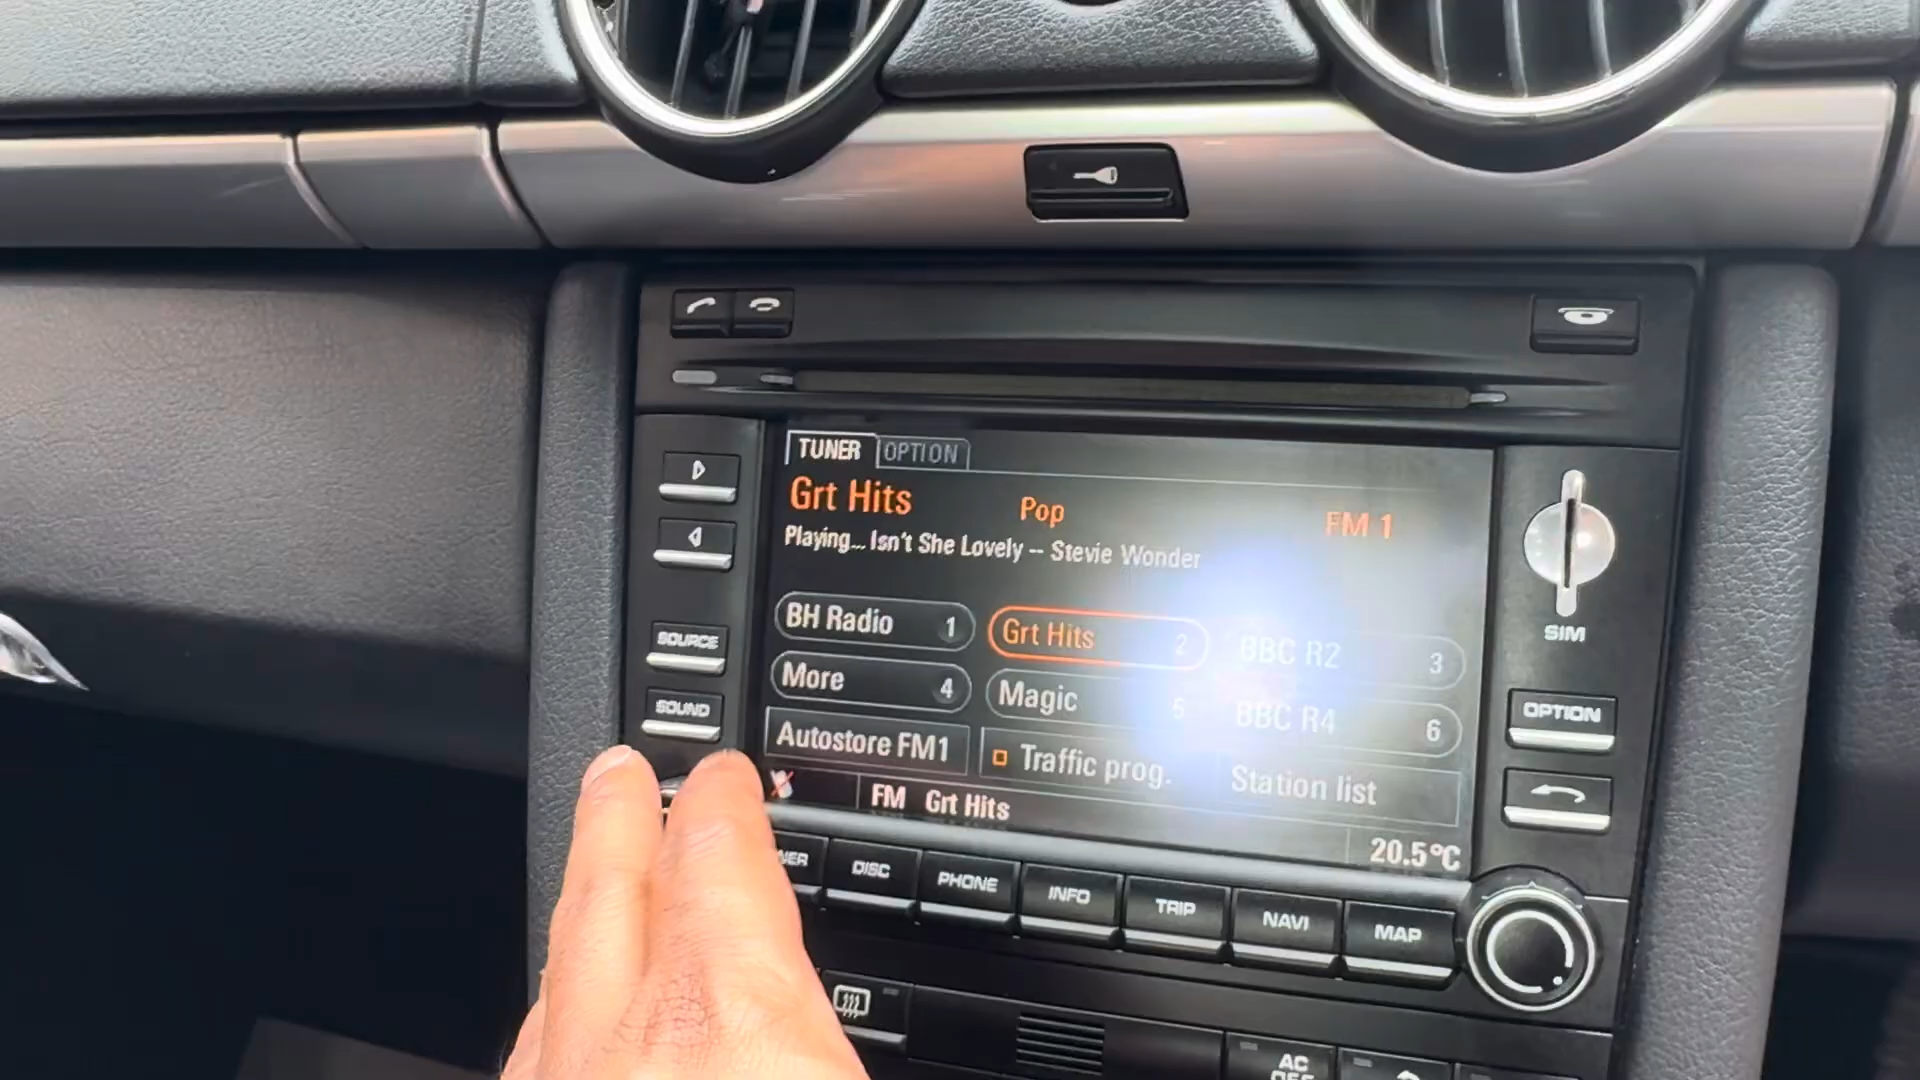 TUNER OPTION
Grt Hits Pop FM 1
Playing... Isn't She Lovely -- Stevie Wonder
BH Radio 1 Grt Hits 2 BBC R2 3
More 4 Magic 5 BBC R4 6
Autostore FM1 Traffic prog. Station list
FM Grt Hits
20.5°C
SOURCE
SOUND
SIM
OPTION
DISC PHONE INFO TRIP NAVI MAP
AC
OFF